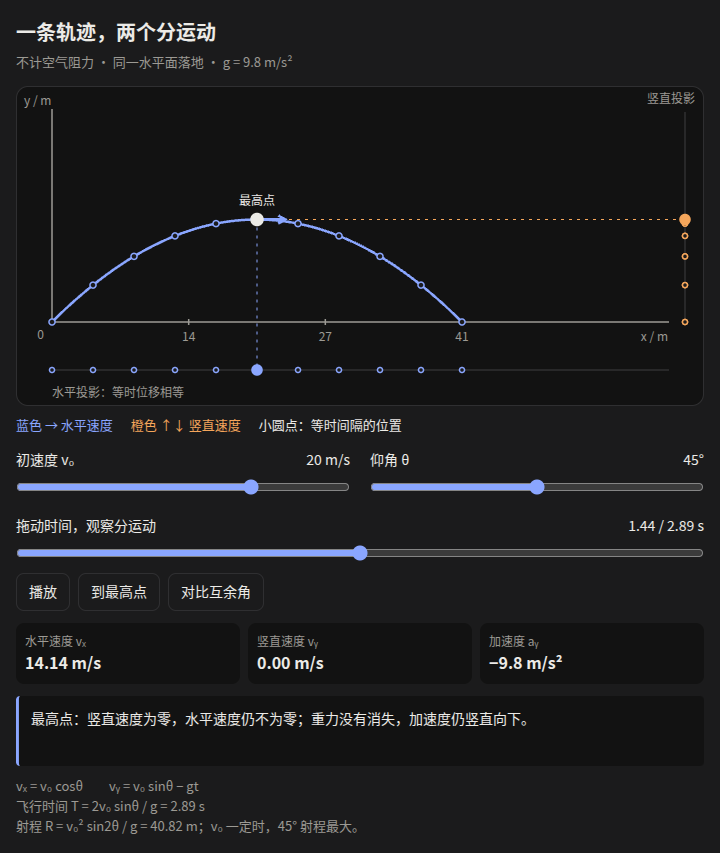 一条轨迹，两个分运动
不计空气阻力 · 同一水平面落地 · g = 9.8 m/s²
y / m
竖直投影
最高点
0
14
27
41
x / m
水平投影：等时位移相等
蓝色 → 水平速度 橙色 ↑↓ 竖直速度 小圆点：等时间隔的位置
初速度 v₀ 20 m/s 仰角 θ 45°
拖动时间，观察分运动 1.44 / 2.89 s
播放 到最高点 对比互余角
水平速度 vₓ 竖直速度 vᵧ 加速度 aᵧ
14.14 m/s 0.00 m/s −9.8 m/s²
最高点：竖直速度为零，水平速度仍不为零；重力没有消失，加速度仍竖直向下。
vₓ = v₀ cosθ vᵧ = v₀ sinθ − gt
飞行时间 T = 2v₀ sinθ / g = 2.89 s
射程 R = v₀² sin2θ / g = 40.82 m；v₀ 一定时，45° 射程最大。